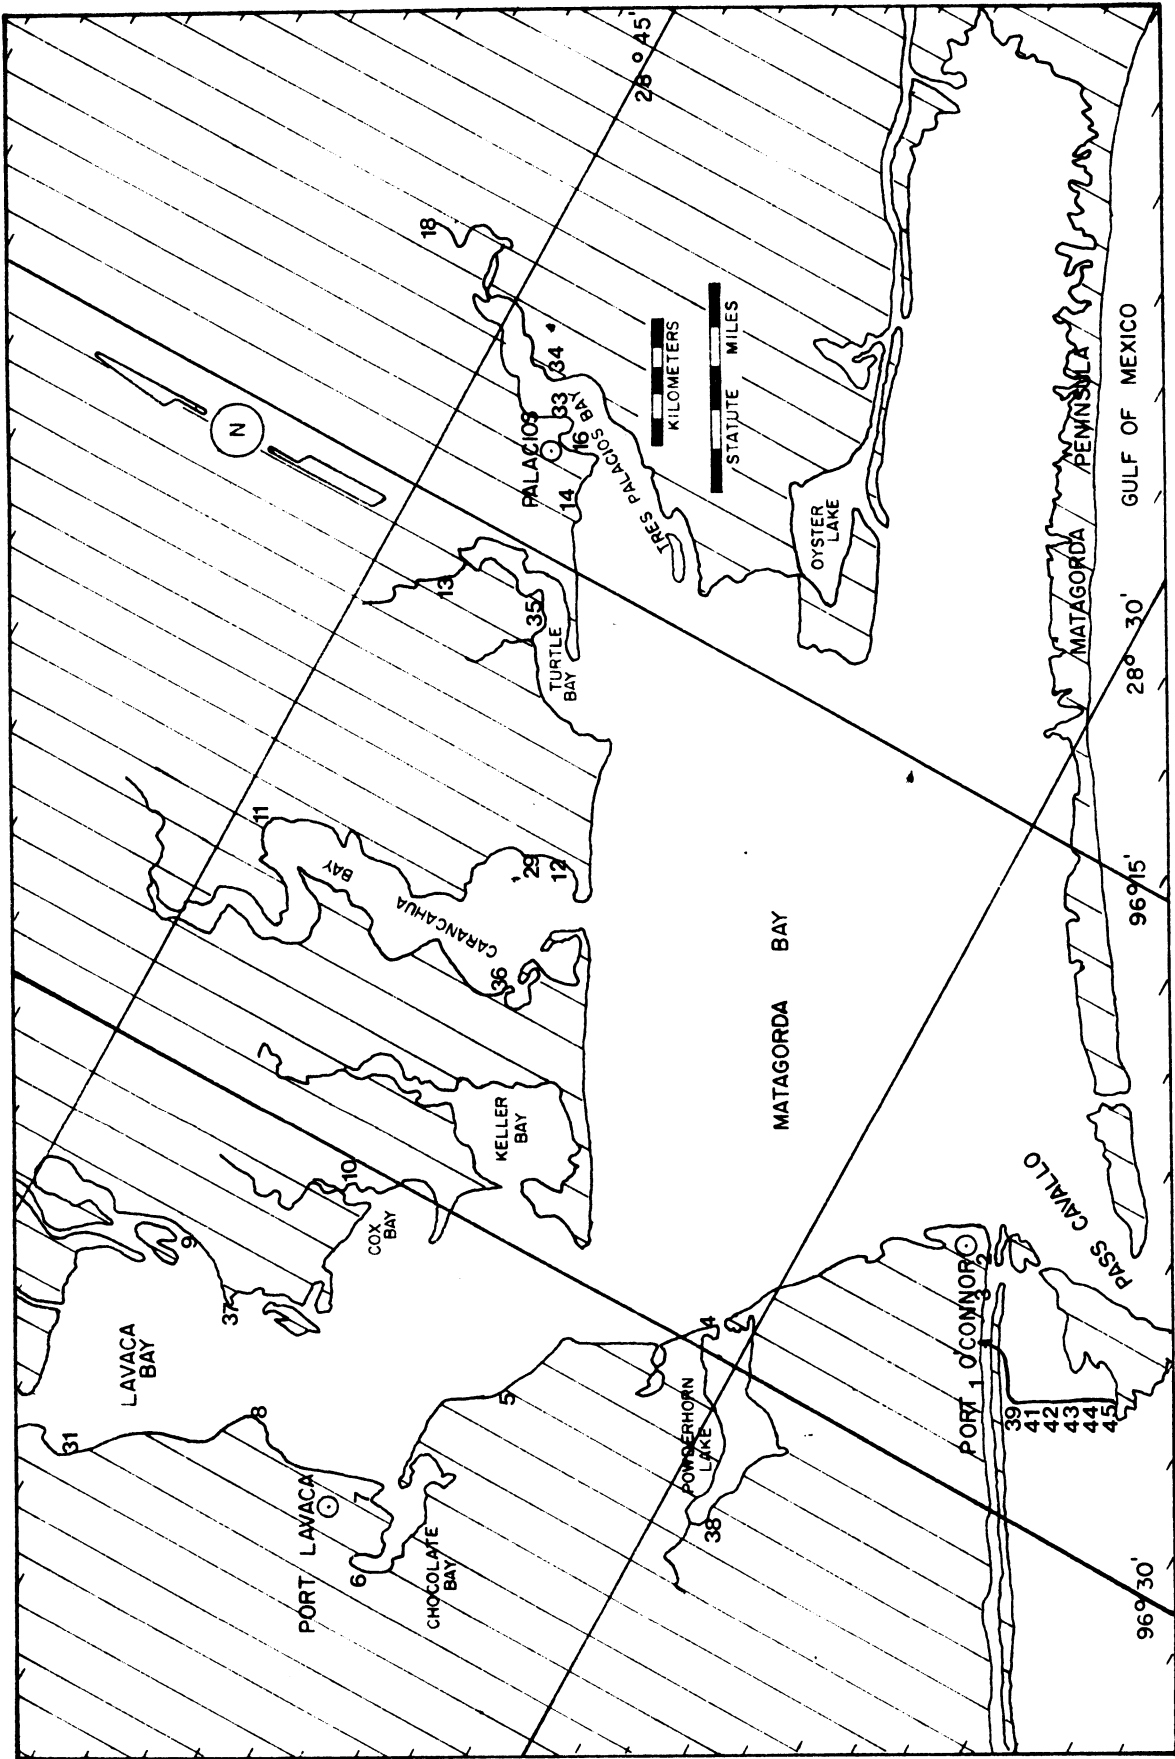 31
LAVACA
BAY
8
PORT LAVACA
7
6
CHOCOLATE
BAY
5
9
37
10
COX
BAY
KELLER
BAY
11
CARANCAHUA
BAY
36
29
12
13
35
TURTLE
BAY
N
18
PALACIOS
14
16
33
34
TRES PALACIOS BAY
KILOMETERS
STATUTE MILES
28° 45'
OYSTER
LAKE
MATAGORDA BAY
4
POWDERHORN
LAKE
38
PORT O'CONNOR
1
3
2
39
41
42
43
44
45
PASS CAVALLO
MATAGORDA PENINSULA
GULF OF MEXICO
96° 30'
96° 15'
28° 30'